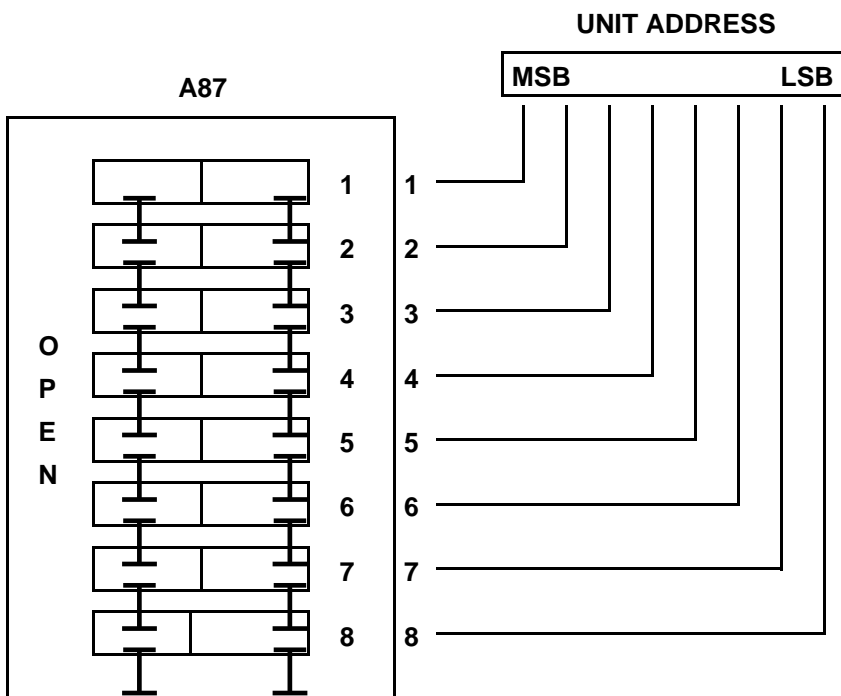 UNIT ADDRESS
MSB LSB
A87
1 1
2 2
3 3
4 4
5 5
6 6
7 7
8 8
O
P
E
N